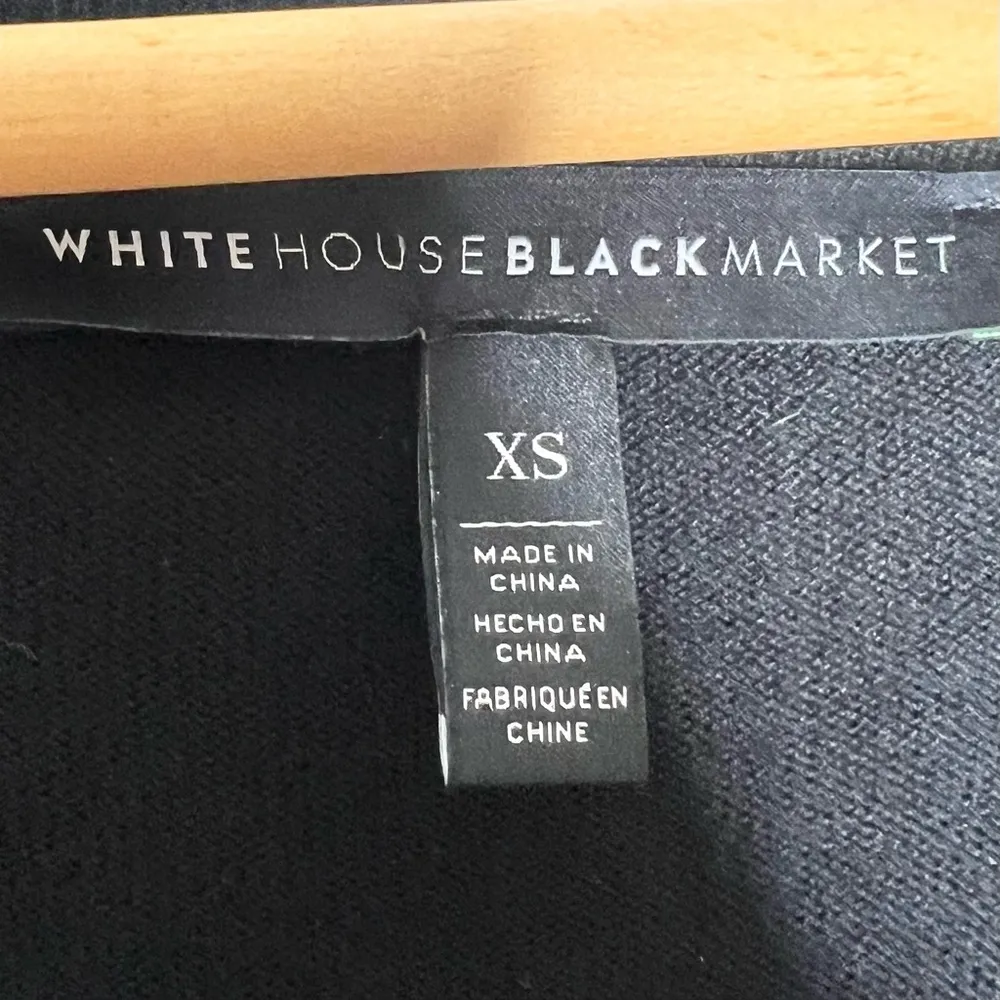 WHITE HOUSE BLACK MARKET
XS
MADE IN
CHINA
HECHO EN
CHINA
FABRIQUÉ EN
CHINE